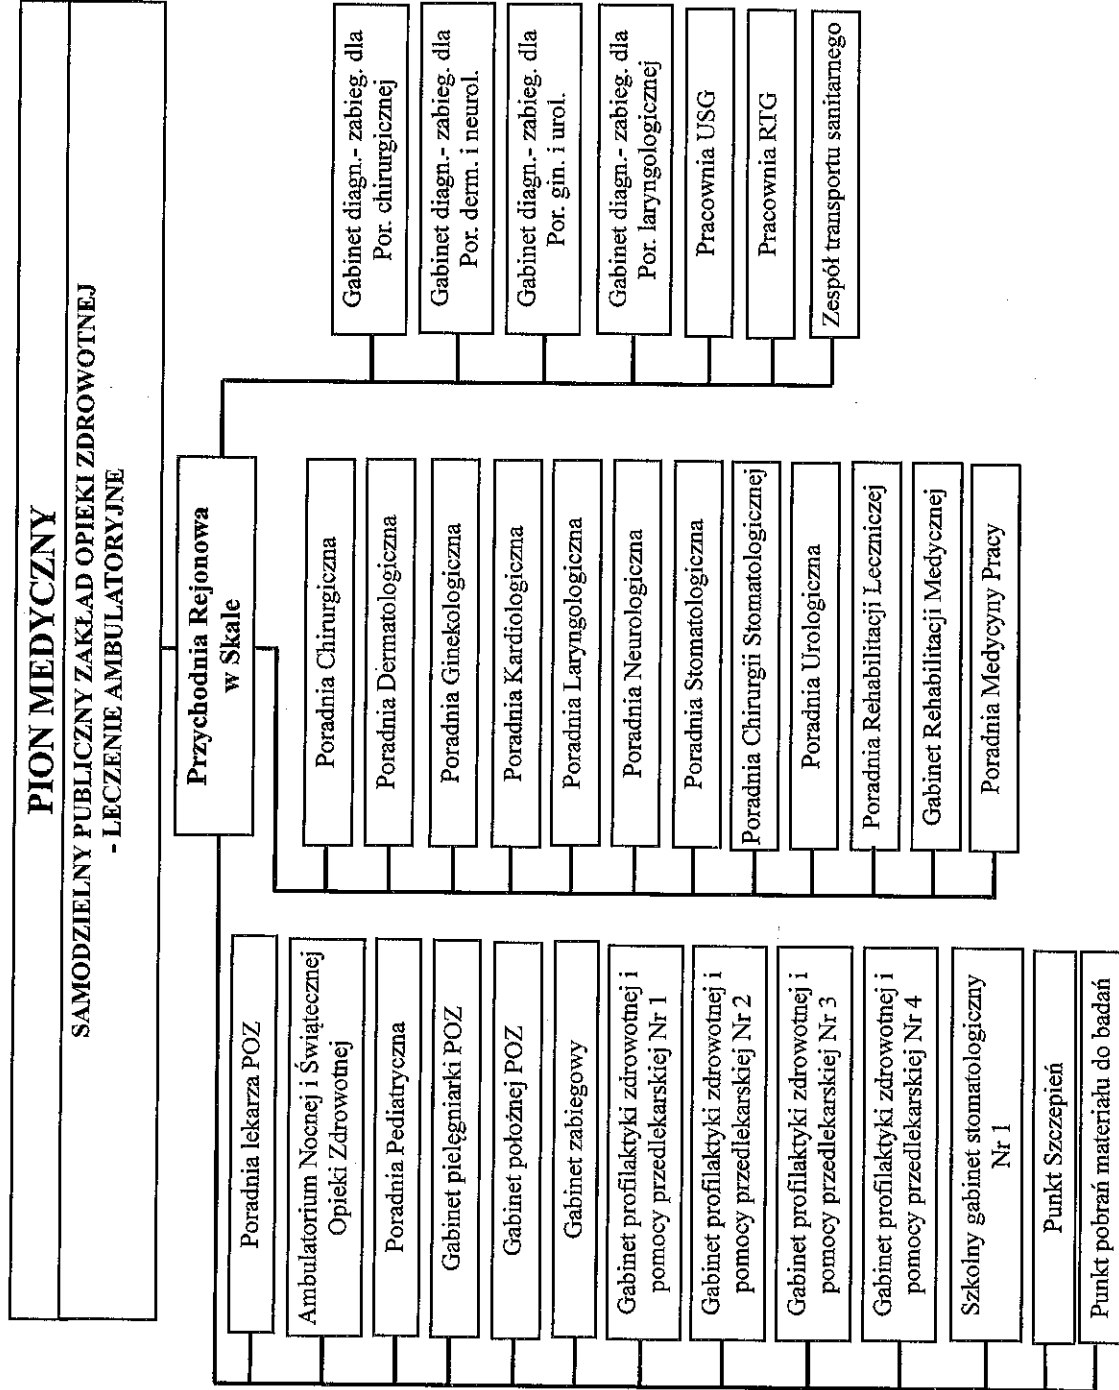 PION MEDYCZNY
SAMODZIELNY PUBLICZNY ZAKŁAD OPIEKI ZDROWOTNEJ
- LECZENIE AMBULATORYJNE
Przychodnia Rejonowa
w Skale
Poradnia lekarza POZ
Ambulatorium Nocnej i Świątecznej
Opieki Zdrowotnej
Poradnia Pediatryczna
Gabinet pielęgniarki POZ
Gabinet położnej POZ
Gabinet zabiegowy
Gabinet profilaktyki zdrowotnej i
pomocy przedlekarskiej Nr 1
Gabinet profilaktyki zdrowotnej i
pomocy przedlekarskiej Nr 2
Gabinet profilaktyki zdrowotnej i
pomocy przedlekarskiej Nr 3
Gabinet profilaktyki zdrowotnej i
pomocy przedlekarskiej Nr 4
Szkolny gabinet stomatologiczny
Nr 1
Punkt Szczepień
Punkt pobrań materiału do badań
Poradnia Chirurgiczna
Poradnia Dermatologiczna
Poradnia Ginekologiczna
Poradnia Kardiologiczna
Poradnia Laryngologiczna
Poradnia Neurologiczna
Poradnia Stomatologiczna
Poradnia Chirurgii Stomatologicznej
Poradnia Urologiczna
Poradnia Rehabilitacji Leczniczej
Gabinet Rehabilitacji Medycznej
Poradnia Medycyny Pracy
Gabinet diagn.- zabieg. dla
Por. chirurgicznej
Gabinet diagn.- zabieg. dla
Por. derm. i neurol.
Gabinet diagn.- zabieg. dla
Por. gin. i urol.
Gabinet diagn.- zabieg. dla
Por. laryngologicznej
Pracownia USG
Pracownia RTG
Zespół transportu sanitarnego